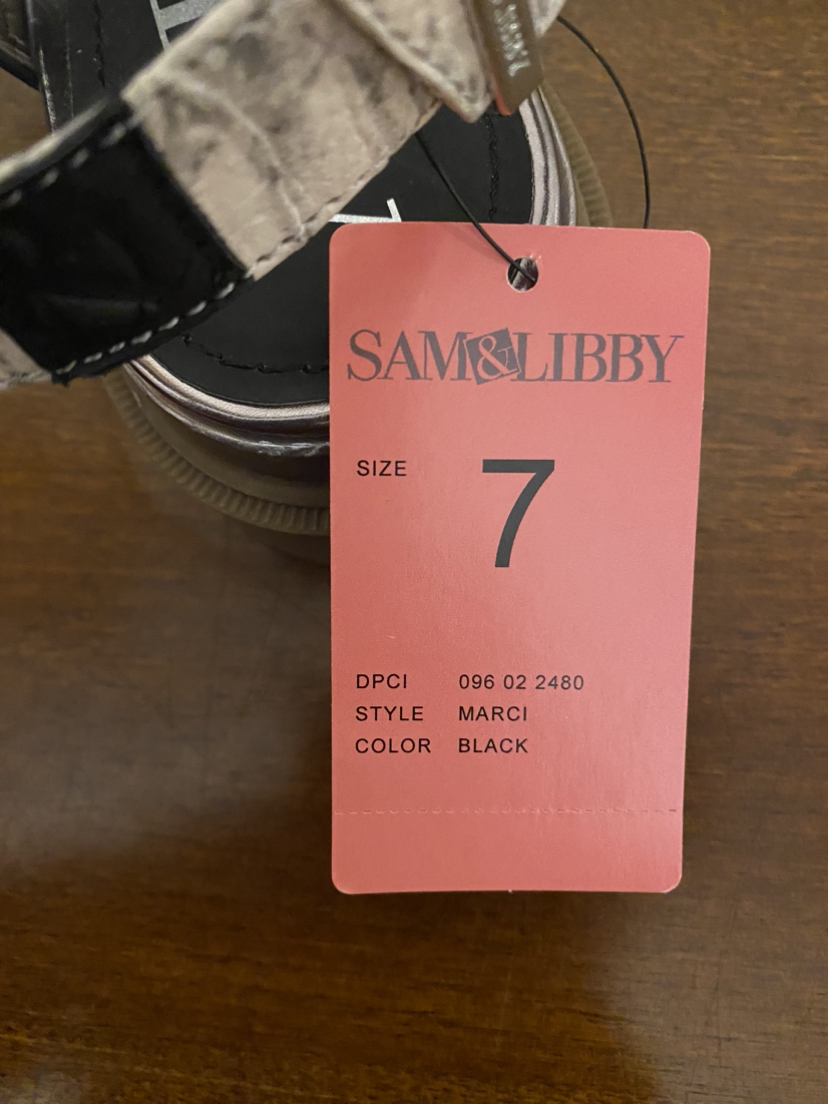 SAM&LIBBY
SIZE 7
DPCI 096 02 2480
STYLE MARCI
COLOR BLACK